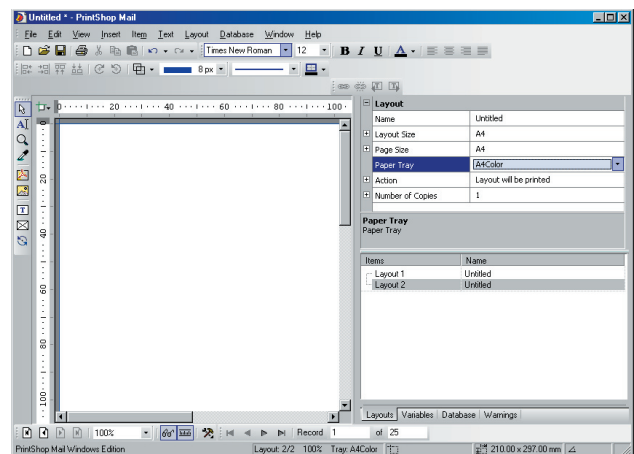 Untitled * - PrintShop Mail
File Edit View Insert Item Text Layout Database Window Help
Times New Roman 12 B I U A
8 px
0 20 40 60 80 100
Layout
Name Untitled
Layout Size A4
Page Size A4
Paper Tray A4Color
Action Layout will be printed
Number of Copies 1
Paper Tray
Paper Tray
Items Name
Layout 1 Untitled
Layout 2 Untitled
0
20
40
60
80
100
Layouts Variables Database Warnings
100% Record 1 of 25
PrintShop Mail Windows Edition Layout: 2/2 100% Tray: A4Color 210.00 x 297.00 mm